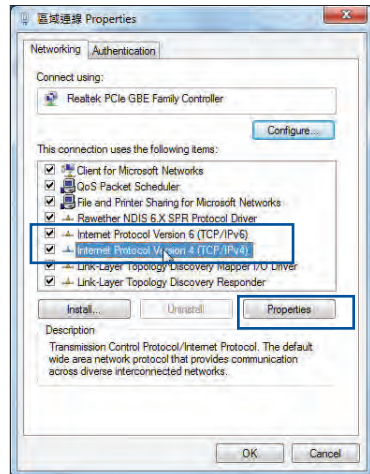 區域連線 Properties
Networking Authentication
Connect using:
Realtek PCIe GBE Family Controller
Configure...
This connection uses the following items:
Client for Microsoft Networks
QoS Packet Scheduler
File and Printer Sharing for Microsoft Networks
Rawether NDIS 6.X SPR Protocol Driver
Internet Protocol Version 6 (TCP/IPv6)
Internet Protocol Version 4 (TCP/IPv4)
Link-Layer Topology Discovery Mapper I/O Driver
Link-Layer Topology Discovery Responder
Install... Uninstall Properties
Description
Transmission Control Protocol/Internet Protocol. The default
wide area network protocol that provides communication
across diverse interconnected networks.
OK Cancel